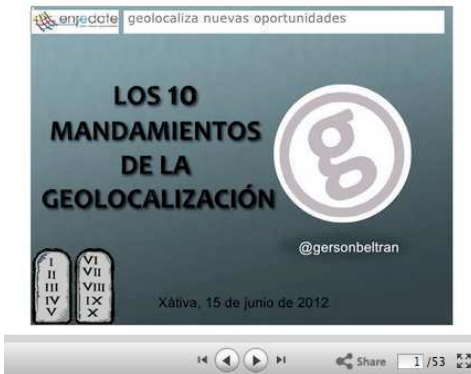 enredate geolocaliza nuevas oportunidades
LOS 10
MANDAMIENTOS
DE LA
GEOLOCALIZACIÓN
g
@gersonbeltran
I VI
II VII
III VIII
IV IX
V X
Xátiva, 15 de junio de 2012
Share 1 /53